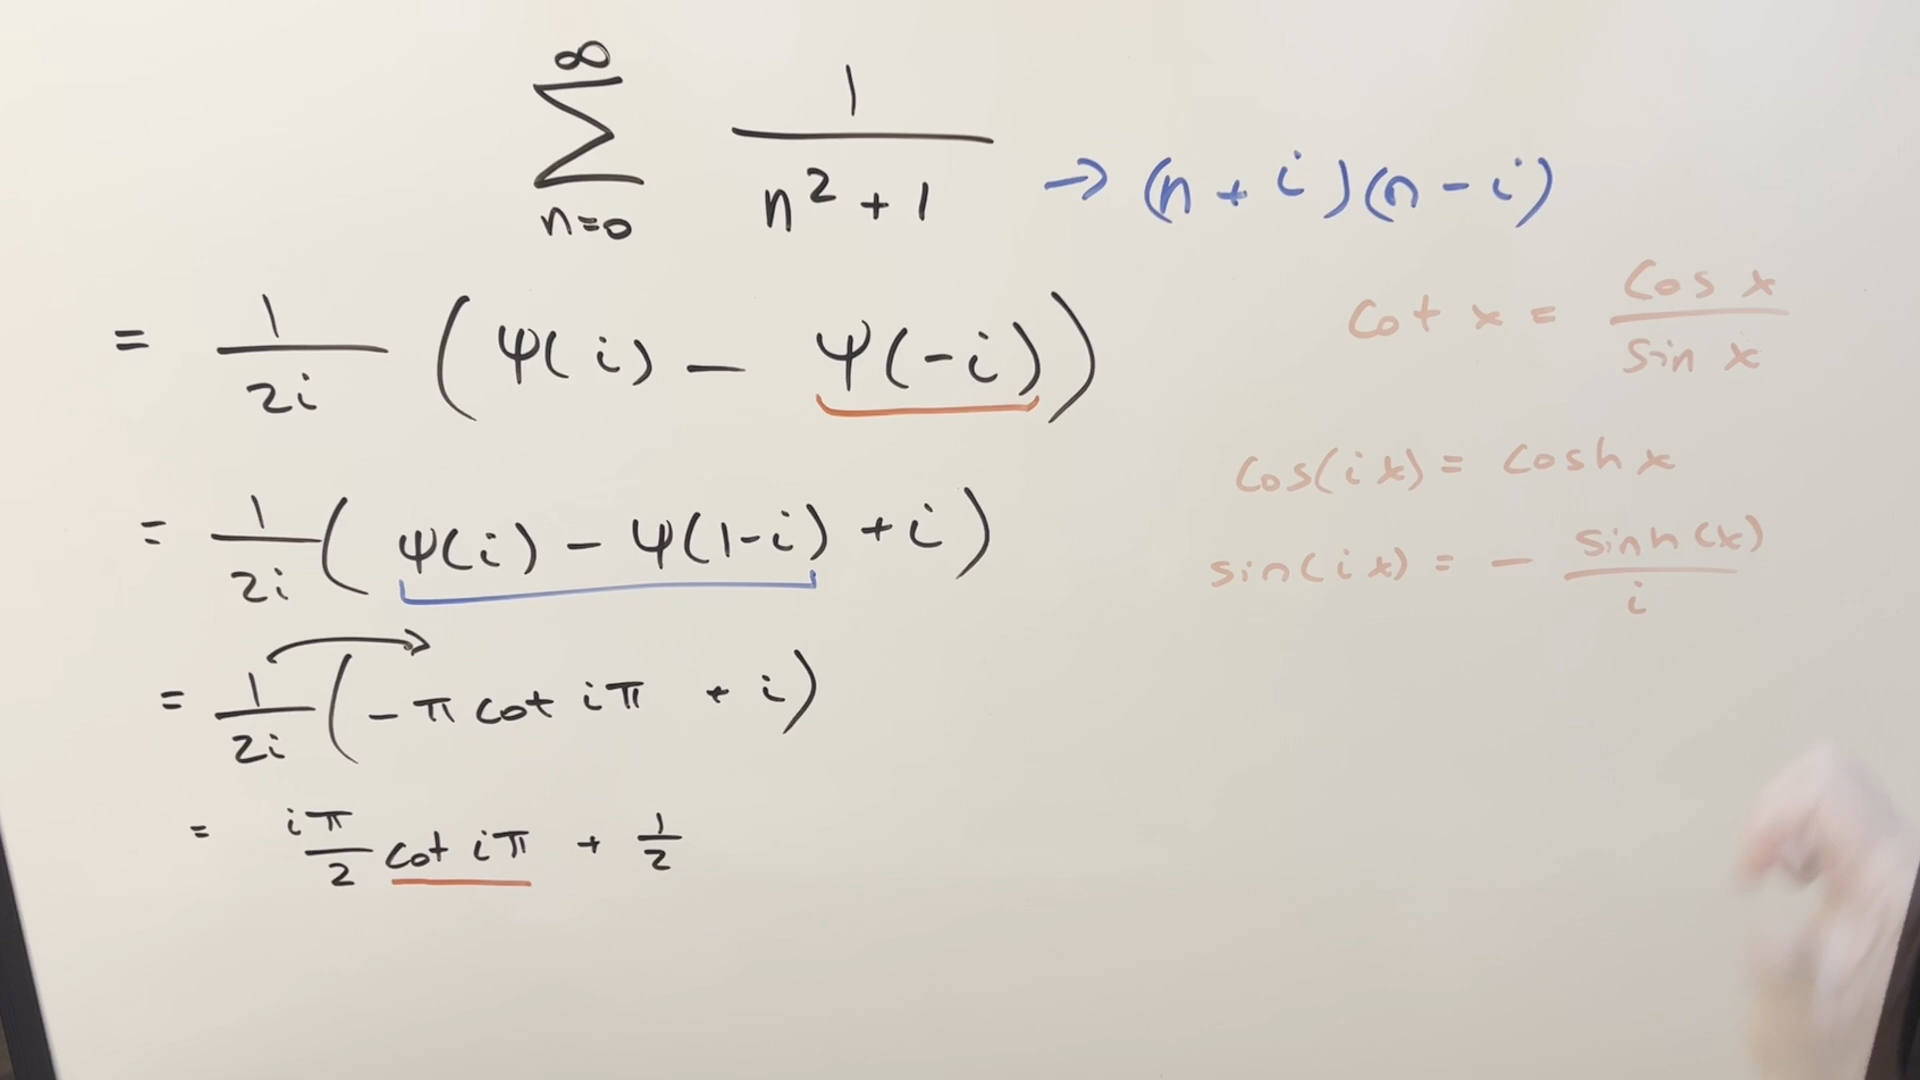 ∞
∑ 1/(n² + 1) → (n + i)(n - i)
n=0
= 1/2i (ψ(i) - ψ(-i))
cot x = cos x / sin x
cos(ix) = cosh x
= 1/2i (ψ(i) - ψ(1-i) + i)
sin(ix) = - sinh(x)/i
= 1/2i (-π cot iπ + i)
= iπ/2 cot iπ + 1/2